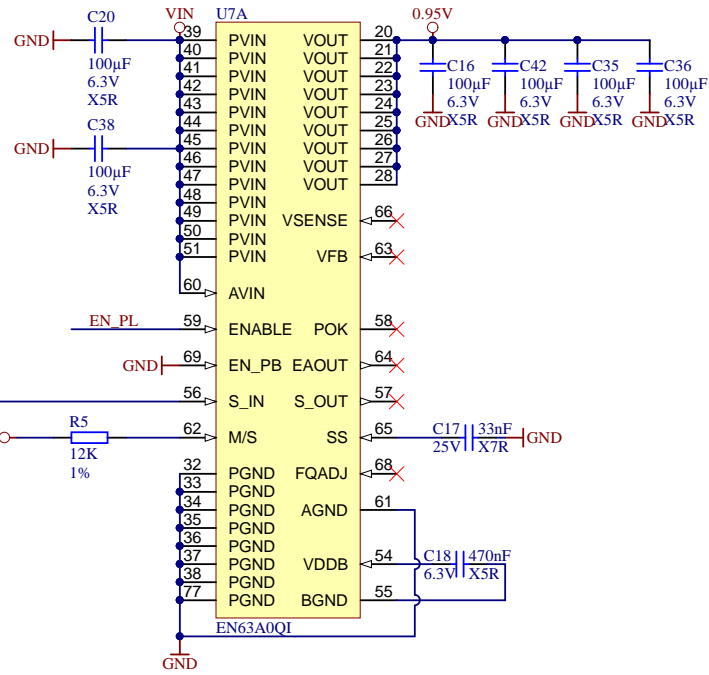 C20
VIN
U7A
0.95V
GND
100µF
6.3V
X5R
C38
GND
100µF
6.3V
X5R
39 PVIN VOUT 20
40 PVIN VOUT 21
41 PVIN VOUT 22
42 PVIN VOUT 23
43 PVIN VOUT 24
44 PVIN VOUT 25
45 PVIN VOUT 26
46 PVIN VOUT 27
47 PVIN VOUT 28
48 PVIN
49 PVIN VSENSE 66
50 PVIN
51 PVIN VFB 63
60 AVIN
EN_PL 59 ENABLE POK 58
GND 69 EN_PB EAOUT 64
56 S_IN S_OUT 57
62 M/S SS 65
32 PGND FQADJ 68
33 PGND
34 PGND AGND 61
35 PGND
36 PGND
37 PGND VDDB 54
38 PGND
77 PGND BGND 55
EN63A0QI
GND
R5
12K
1%
C16
100µF
6.3V
X5R
GND
C42
100µF
6.3V
X5R
GND
C35
100µF
6.3V
X5R
GND
C36
100µF
6.3V
X5R
GND
C17 33nF
25V X7R
GND
C18 470nF
6.3V X5R